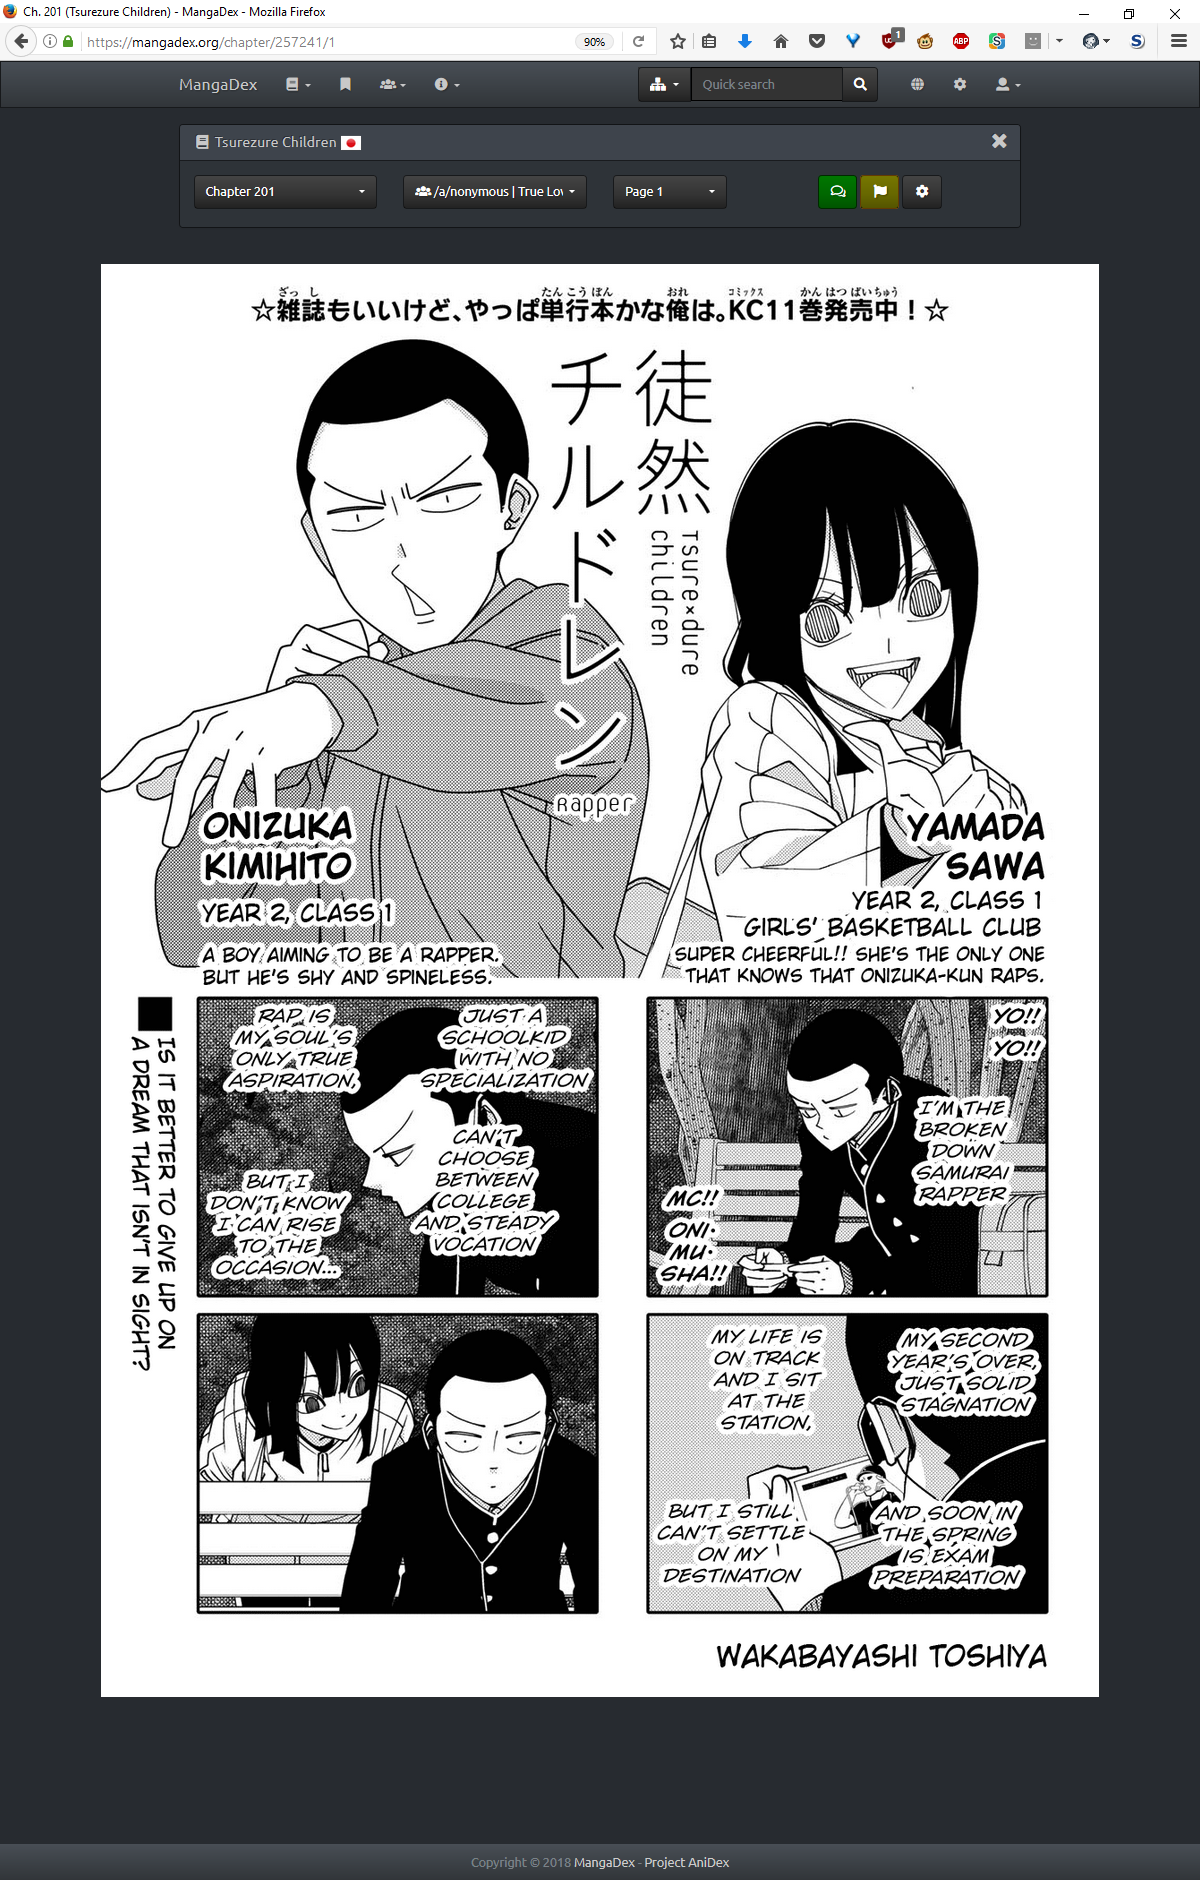 Ch. 201 (Tsurezure Children) - MangaDex - Mozilla Firefox
https://mangadex.org/chapter/257241/1
90%
1
ABP
MangaDex
Quick search
Tsurezure Children
Chapter 201
/a/nonymous | True Lov
Page 1
ざっ し たん こう ぼん おれ コミックス かん はつ ばい ちゅう
☆雑誌もいいけど、やっぱ単行本かな俺は。KC11巻発売中！☆
徒然
チルドレン
Tsure×dure
children
Rapper
ONIZUKA
KIMIHITO
YEAR 2, CLASS 1
A BOY AIMING TO BE A RAPPER.
BUT HE'S SHY AND SPINELESS.
YAMADA
SAWA
YEAR 2, CLASS 1
GIRLS' BASKETBALL CLUB
SUPER CHEERFUL!! SHE'S THE ONLY ONE
THAT KNOWS THAT ONIZUKA-KUN RAPS.
YO!!
YO!!
I'M THE
BROKEN
DOWN
SAMURAI
RAPPER
MC!!
ONI·
MU·
SHA!!
MY SECOND
YEAR'S OVER,
JUST SOLID
STAGNATION
AND SOON IN
THE SPRING
IS EXAM
PREPARATION
MY LIFE IS
ON TRACK
AND I SIT
AT THE
STATION,
BUT I STILL
CAN'T SETTLE
ON MY
DESTINATION
JUST A
SCHOOLKID
WITH NO
SPECIALIZATION
CAN'T
CHOOSE
BETWEEN
COLLEGE
AND STEADY
VOCATION
RAP IS
MY SOUL'S
ONLY TRUE
ASPIRATION,
BUT I
DON'T KNOW
I CAN RISE
TO THE
OCCASION...
IS IT BETTER TO GIVE UP ON
A DREAM THAT ISN'T IN SIGHT?
WAKABAYASHI TOSHIYA
Copyright © 2018 MangaDex - Project AniDex